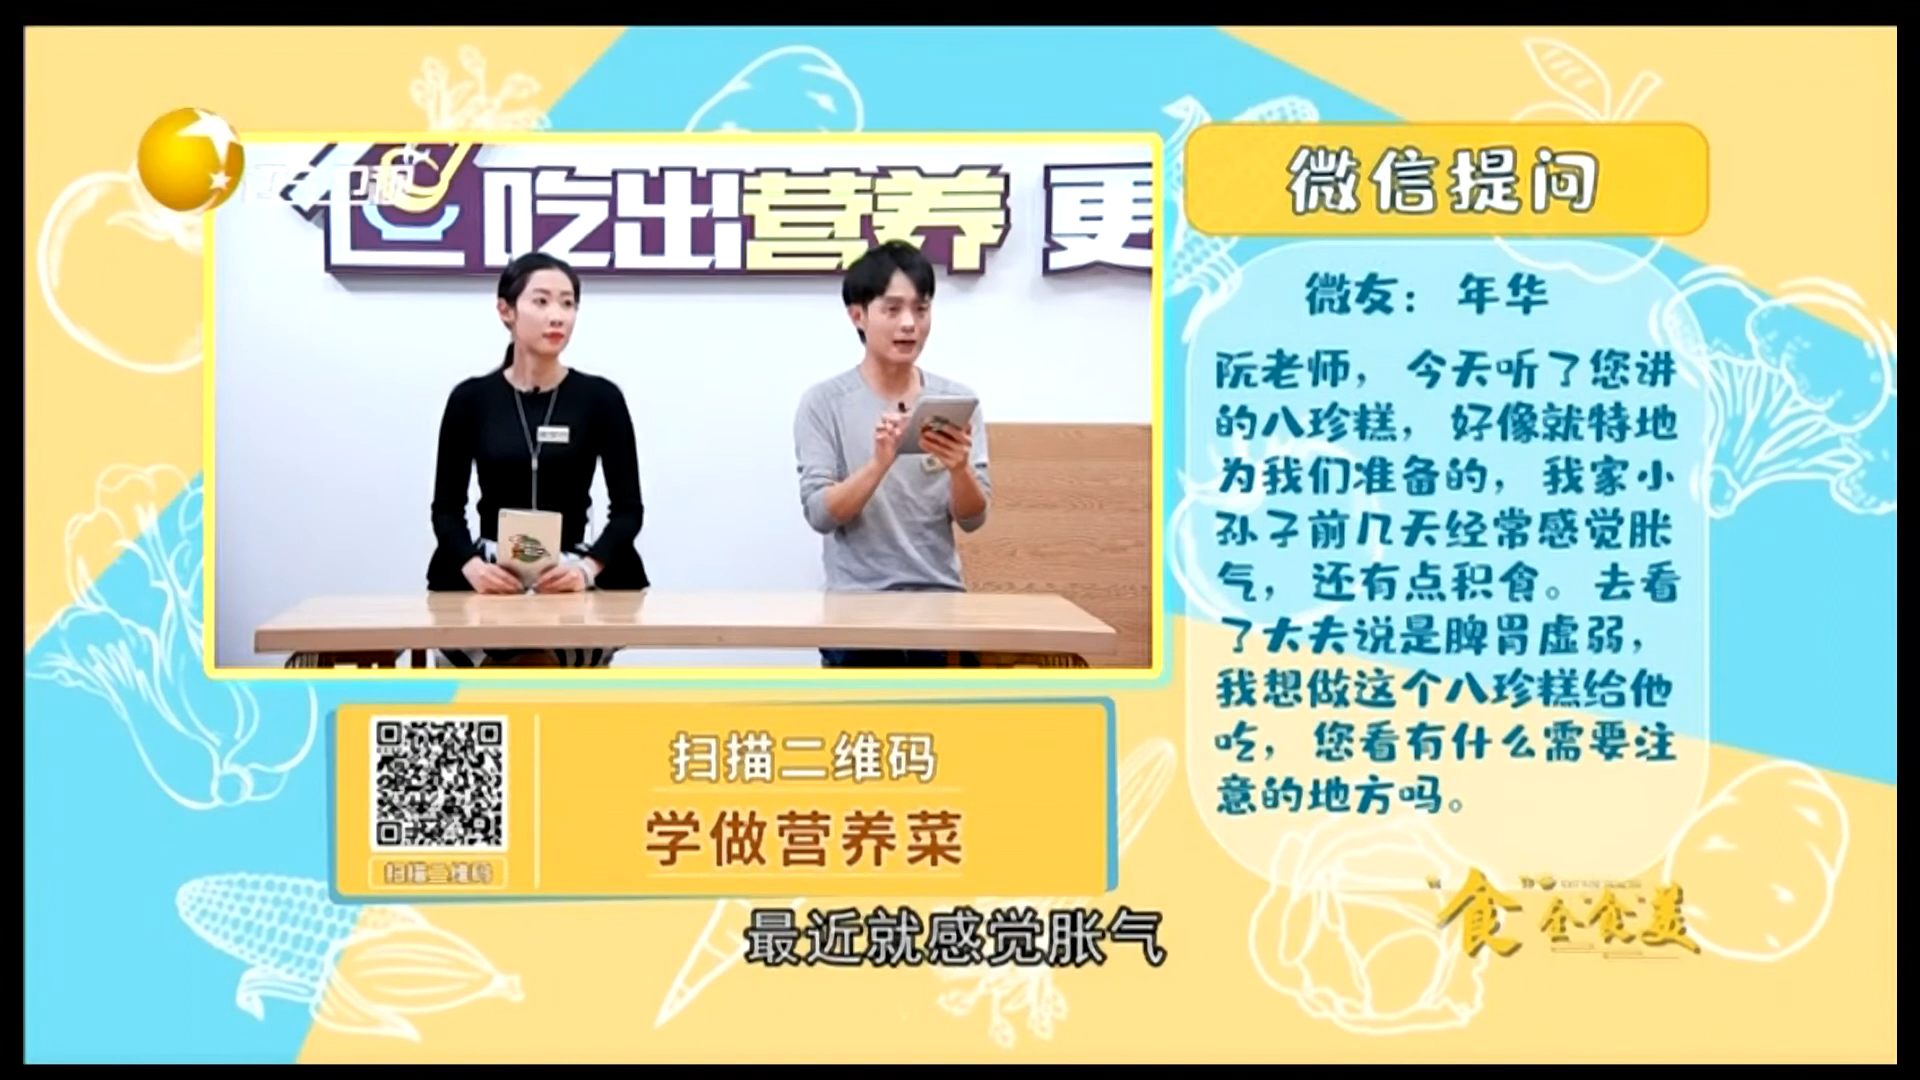 吃出营养 更
微信提问
微友： 年华
阮老师，今天听了您讲
的八珍糕，好像就特地
为我们准备的，我家小
孙子前几天经常感觉胀
气，还有点积食。去看
了大夫说是脾胃虚弱，
我想做这个八珍糕给他
吃，您看有什么需要注
意的地方吗。
扫描二维码
学做营养菜
扫描二维码
最近就感觉胀气
"食"全食美